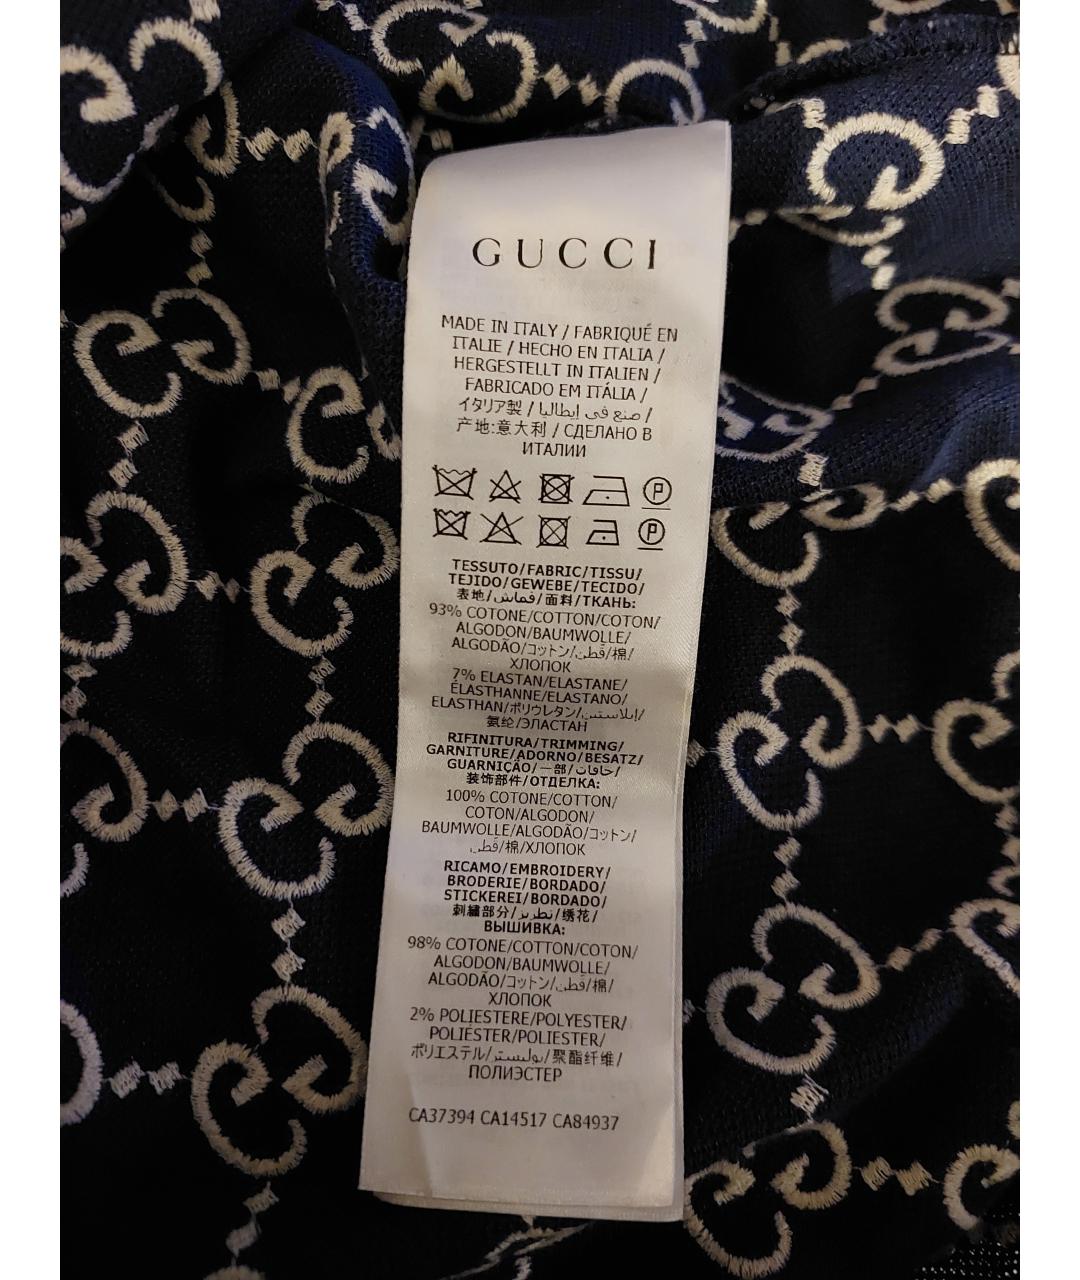 GUCCI
MADE IN ITALY / FABRIQUÉ EN
ITALIE / HECHO EN ITALIA /
HERGESTELLT IN ITALIEN /
FABRICADO EM ITÁLIA /
イタリア製 / صنع في إيطاليا /
产地:意大利 / СДЕЛАНО В
ИТАЛИИ
P
P
TESSUTO/FABRIC/TISSU/
TEJIDO/GEWEBE/TECIDO/
表地/قماش/面料/ТКАНЬ:
93% COTONE/COTTON/COTON/
ALGODON/BAUMWOLLE/
ALGODÃO/コットン/قطن/棉/
ХЛОПОК
7% ELASTAN/ELASTANE/
ÉLASTHANNE/ELASTANO/
ELASTHAN/ポリウレタン/إيلاستين/
氨纶/ЭЛАСТАН
RIFINITURA/TRIMMING/
GARNITURE/ADORNO/BESATZ/
GUARNIÇÃO/一部/حافات/
装饰部件/ОТДЕЛКА:
100% COTONE/COTTON/
COTON/ALGODON/
BAUMWOLLE/ALGODÃO/コットン/
قطن/棉/ХЛОПОК
RICAMO/EMBROIDERY/
BRODERIE/BORDADO/
STICKEREI/BORDADO/
刺繍部分/تطريز/绣花/
ВЫШИВКА:
98% COTONE/COTTON/COTON/
ALGODON/BAUMWOLLE/
ALGODÃO/コットン/قطن/棉/
ХЛОПОК
2% POLIESTERE/POLYESTER/
POLIÉSTER/POLIESTER/
ポリエステル/بوليستر/聚酯纤维/
ПОЛИЭСТЕР
CA37394 CA14517 CA84937